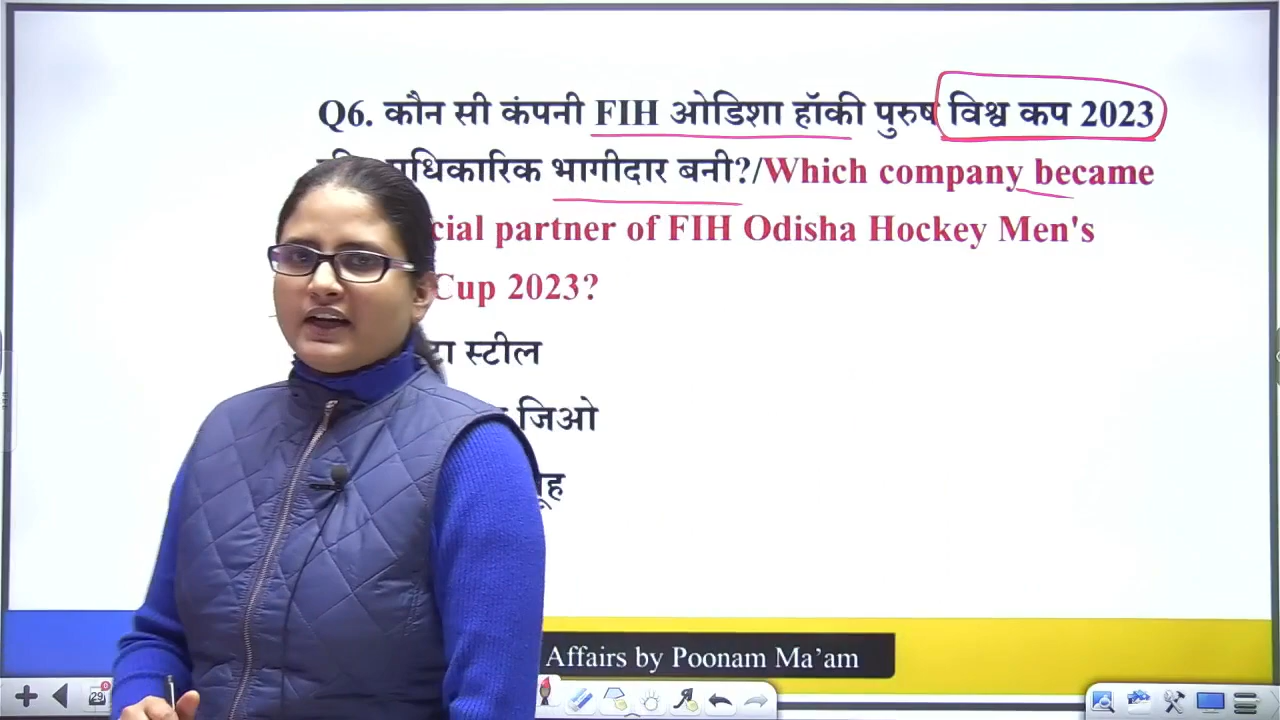 Q6. कौन सी कंपनी FIH ओडिशा हॉकी पुरुष विश्व कप 2023
भागीदार बनी?/Which company became
partner of FIH Odisha Hockey Men's
Cup 2023?
स्टील
जिओ
Affairs by Poonam Ma’am
29